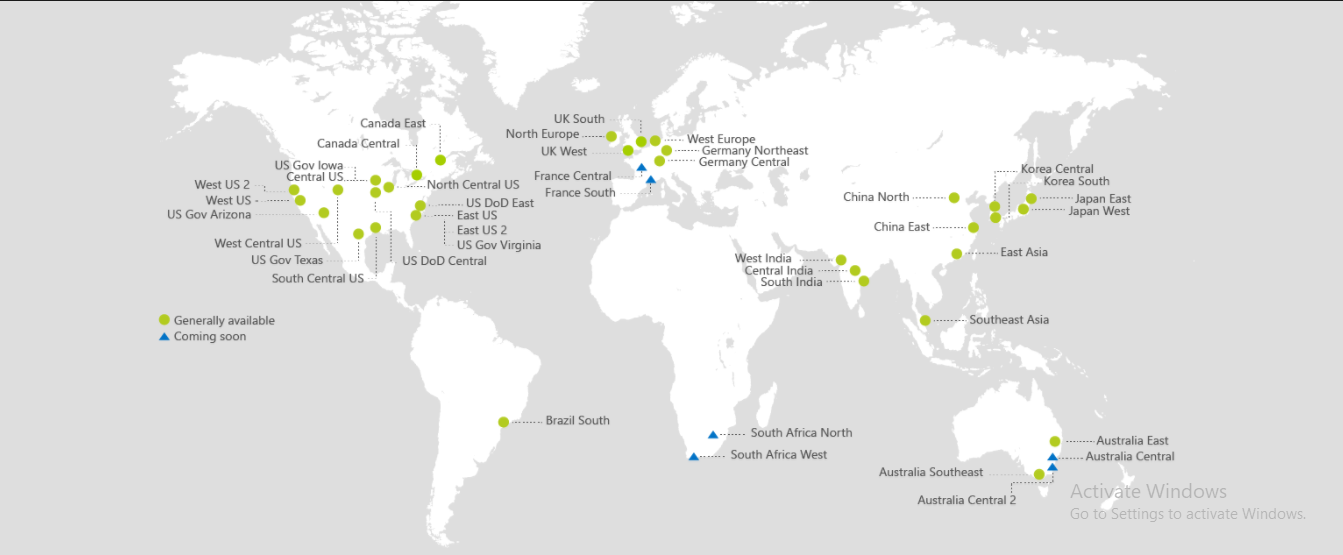 Canada East
Canada Central
US Gov Iowa
Central US
West US 2
West US
US Gov Arizona
West Central US
US Gov Texas
South Central US
North Central US
US DoD East
East US
East US 2
US Gov Virginia
US DoD Central
UK South
North Europe
UK West
France Central
France South
West Europe
Germany Northeast
Germany Central
Korea Central
Korea South
China North
Japan East
Japan West
China East
East Asia
West India
Central India
South India
Southeast Asia
Generally available
Coming soon
Brazil South
South Africa North
South Africa West
Australia East
Australia Central
Australia Southeast
Australia Central 2
Activate Windows
Go to Settings to activate Windows.